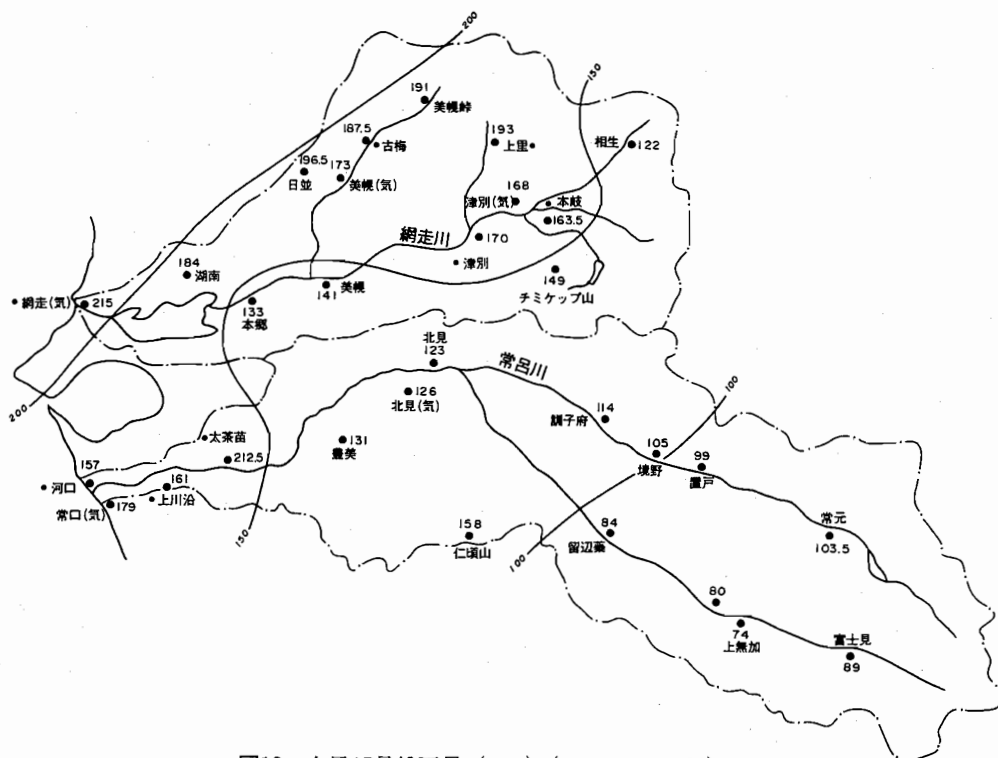 200
150
191
美幌峠
187.5
古梅
193
上里
相生
122
196.5
日並
173
美幌(気)
168
津別(気)
本岐
163.5
網走川
170
津別
149
チミケップ山
184
湖南
141
美幌
133
本郷
網走(気)
215
200
北見
123
常呂川
126
北見(気)
100
114
訓子府
太茶苗
212.5
131
豊美
105
境野
99
置戸
157
河口
161
上川沿
179
常口(気)
150
158
仁頃山
100
84
留辺蘂
常元
103.5
80
74
上無加
富士見
89